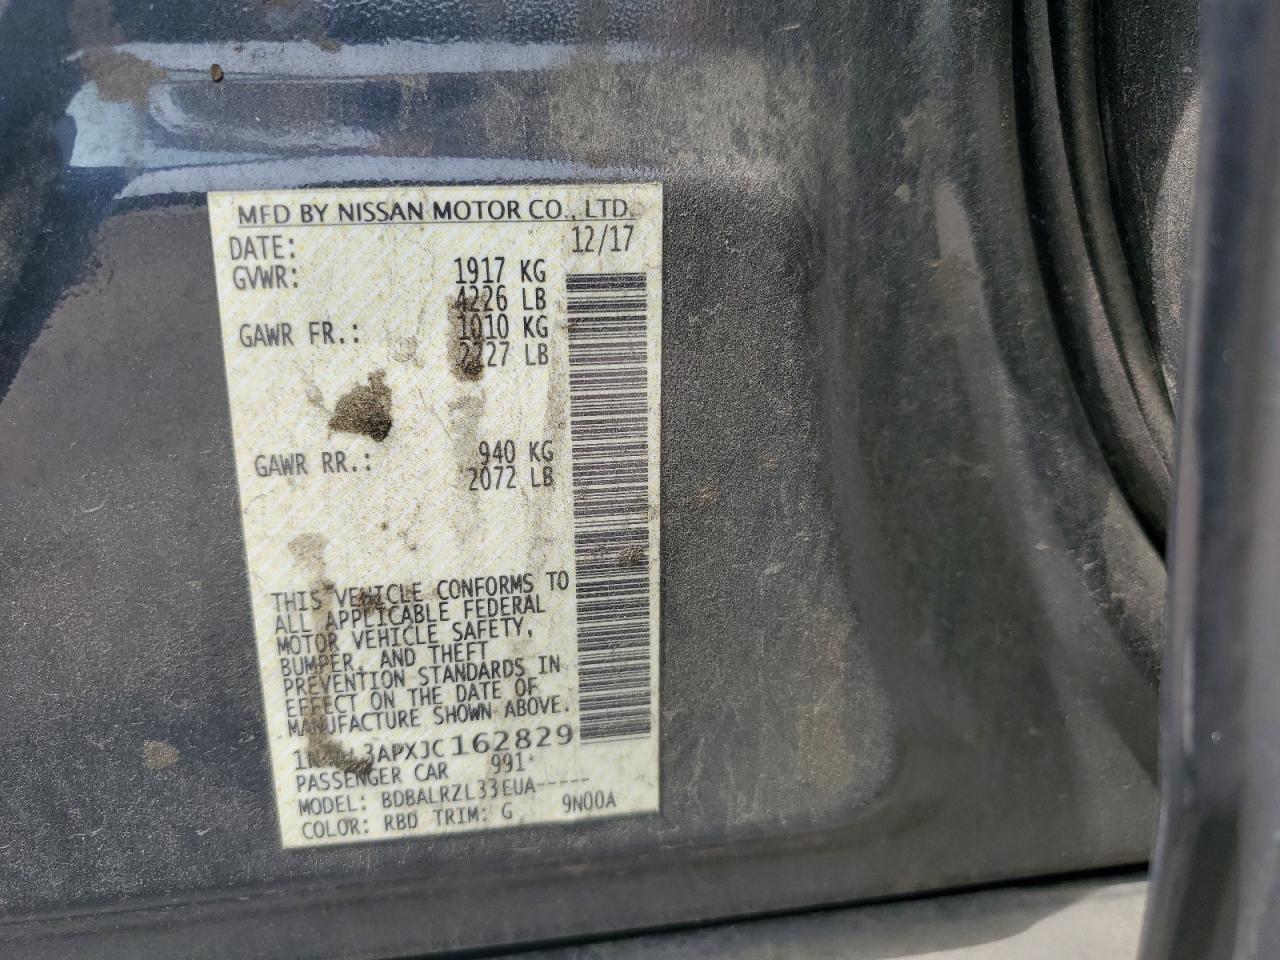 MFD BY NISSAN MOTOR CO., LTD.
DATE: 12/17
GVWR: 1917 KG
4226 LB
GAWR FR.: 1010 KG
LB
GAWR RR.: 940 KG
2072 LB
THIS VEHICLE CONFORMS TO
ALL APPLICABLE FEDERAL
MOTOR VEHICLE SAFETY,
BUMPER, AND THEFT
PREVENTION STANDARDS IN
EFFECT ON THE DATE OF
MANUFACTURE SHOWN ABOVE.
PASSENGER CAR 991
MODEL: BDBALRZL33EUA-----
COLOR: RBD TRIM: G 9N00A